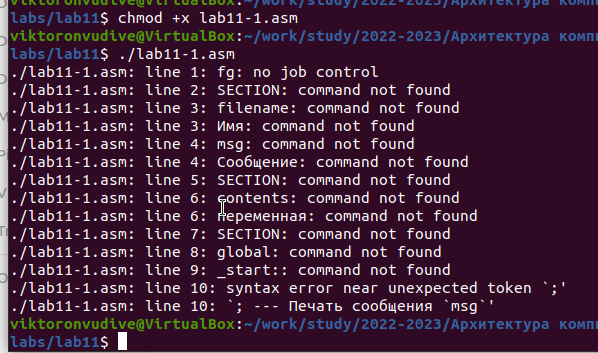 labs/lab11$ chmod +x lab11-1.asm
viktoronvudive@VirtualBox:~/work/study/2022-2023/Архитектура комп
labs/lab11$ ./lab11-1.asm
./lab11-1.asm: line 1: fg: no job control
./lab11-1.asm: line 2: SECTION: command not found
./lab11-1.asm: line 3: filename: command not found
./lab11-1.asm: line 3: Имя: command not found
./lab11-1.asm: line 4: msg: command not found
./lab11-1.asm: line 4: Сообщение: command not found
./lab11-1.asm: line 5: SECTION: command not found
./lab11-1.asm: line 6: contents: command not found
./lab11-1.asm: line 6: переменная: command not found
./lab11-1.asm: line 7: SECTION: command not found
./lab11-1.asm: line 8: global: command not found
./lab11-1.asm: line 9: _start:: command not found
./lab11-1.asm: line 10: syntax error near unexpected token `;'
./lab11-1.asm: line 10: `; --- Печать сообщения `msg`'
viktoronvudive@VirtualBox:~/work/study/2022-2023/Архитектура комп
labs/lab11$